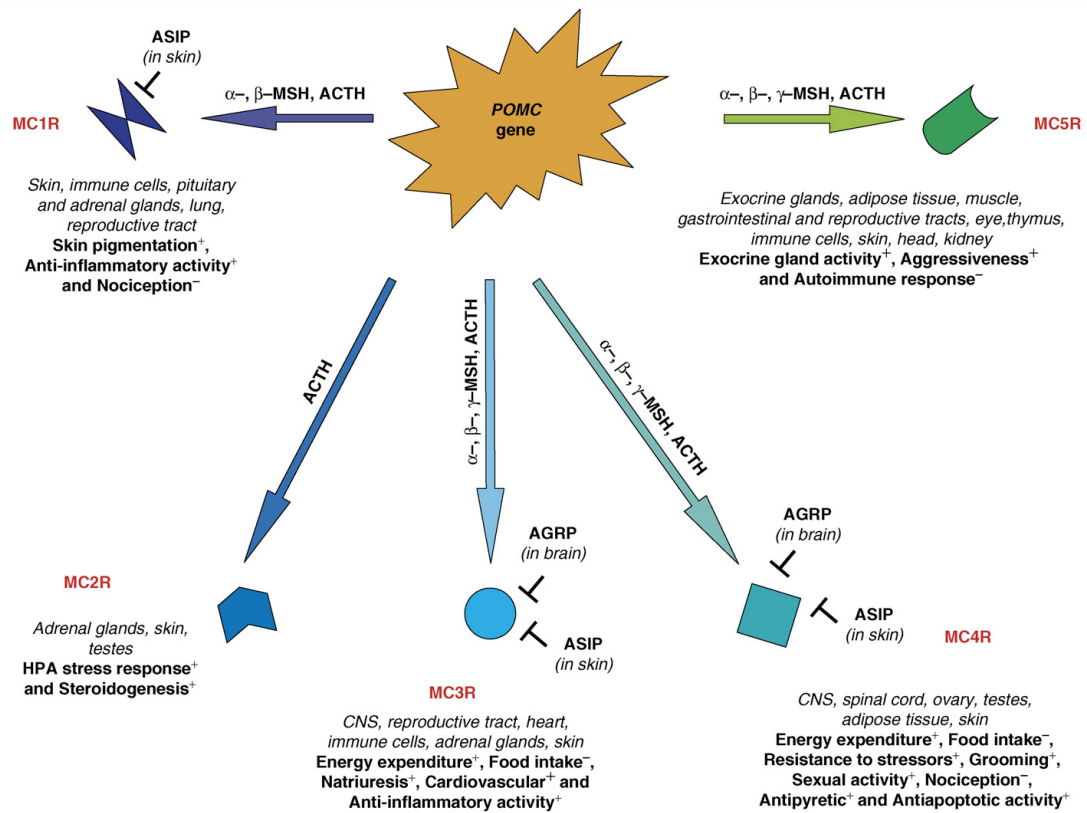 ASIP
(in skin)
α–, β–MSH, ACTH
MC1R
Skin, immune cells, pituitary
and adrenal glands, lung,
reproductive tract
Skin pigmentation⁺,
Anti-inflammatory activity⁺
and Nociception⁻
POMC
gene
α–, β–, γ–MSH, ACTH
MC5R
Exocrine glands, adipose tissue, muscle,
gastrointestinal and reproductive tracts, eye,thymus,
immune cells, skin, head, kidney
Exocrine gland activity⁺, Aggressiveness⁺
and Autoimmune response⁻
ACTH
MC2R
Adrenal glands, skin,
testes
HPA stress response⁺
and Steroidogenesis⁺
α–, β–, γ–MSH, ACTH
AGRP
(in brain)
ASIP
(in skin)
MC3R
CNS, reproductive tract, heart,
immune cells, adrenal glands, skin
Energy expenditure⁺, Food intake⁻,
Natriuresis⁺, Cardiovascular⁺ and
Anti-inflammatory activity⁺
α–, β–, γ–MSH, ACTH
AGRP
(in brain)
ASIP
(in skin)
MC4R
CNS, spinal cord, ovary, testes,
adipose tissue, skin
Energy expenditure⁺, Food intake⁻,
Resistance to stressors⁺, Grooming⁺,
Sexual activity⁺, Nociception⁻,
Antipyretic⁺ and Antiapoptotic activity⁺